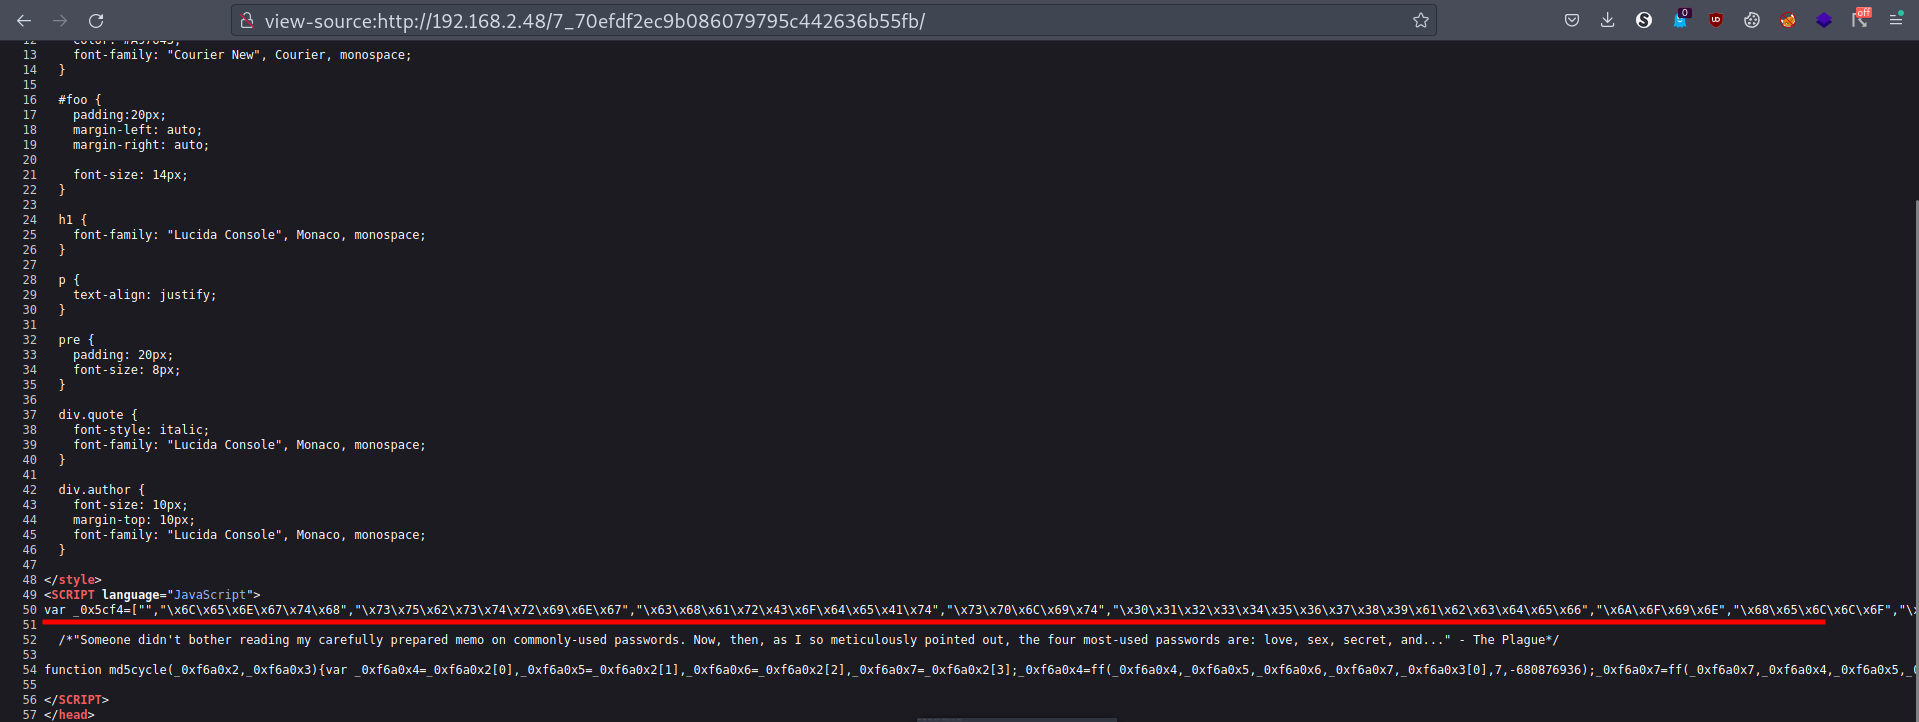 view-source:http://192.168.2.48/7_70efdf2ec9b086079795c442636b55fb/
0
off
13 font-family: "Courier New", Courier, monospace;
14 }
15
16 #foo {
17 padding:20px;
18 margin-left: auto;
19 margin-right: auto;
20
21 font-size: 14px;
22 }
23
24 h1 {
25 font-family: "Lucida Console", Monaco, monospace;
26 }
27
28 p {
29 text-align: justify;
30 }
31
32 pre {
33 padding: 20px;
34 font-size: 8px;
35 }
36
37 div.quote {
38 font-style: italic;
39 font-family: "Lucida Console", Monaco, monospace;
40 }
41
42 div.author {
43 font-size: 10px;
44 margin-top: 10px;
45 font-family: "Lucida Console", Monaco, monospace;
46 }
47
48 </style>
49 <SCRIPT language="JavaScript">
50 var _0x5cf4=["","\x6C\x65\x6E\x67\x74\x68","\x73\x75\x62\x73\x74\x72\x69\x6E\x67","\x63\x68\x61\x72\x43\x6F\x64\x65\x41\x74","\x73\x70\x6C\x69\x74","\x30\x31\x32\x33\x34\x35\x36\x37\x38\x39\x61\x62\x63\x64\x65\x66","\x6A\x6F\x69\x6E","\x68\x65\x6C\x6C\x6F","\x
51
52 /*"Someone didn't bother reading my carefully prepared memo on commonly-used passwords. Now, then, as I so meticulously pointed out, the four most-used passwords are: love, sex, secret, and..." - The Plague*/
53
54 function md5cycle(_0xf6a0x2,_0xf6a0x3){var _0xf6a0x4=_0xf6a0x2[0],_0xf6a0x5=_0xf6a0x2[1],_0xf6a0x6=_0xf6a0x2[2],_0xf6a0x7=_0xf6a0x2[3];_0xf6a0x4=ff(_0xf6a0x4,_0xf6a0x5,_0xf6a0x6,_0xf6a0x7,_0xf6a0x3[0],7,-680876936);_0xf6a0x7=ff(_0xf6a0x7,_0xf6a0x4,_0xf6a0x5,_
55
56 </SCRIPT>
57 </head>